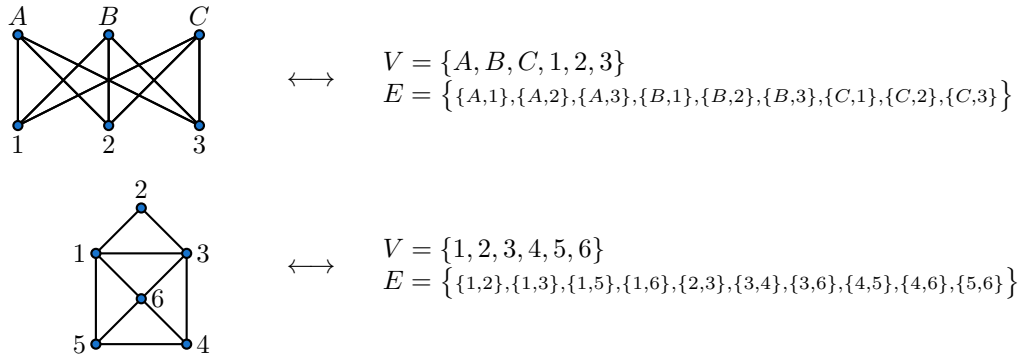 A B C
1 2 3
⟷
V = {A, B, C, 1, 2, 3}
E = {{A,1},{A,2},{A,3},{B,1},{B,2},{B,3},{C,1},{C,2},{C,3}}
2
1 3
6
5 4
⟷
V = {1, 2, 3, 4, 5, 6}
E = {{1,2},{1,3},{1,5},{1,6},{2,3},{3,4},{3,6},{4,5},{4,6},{5,6}}